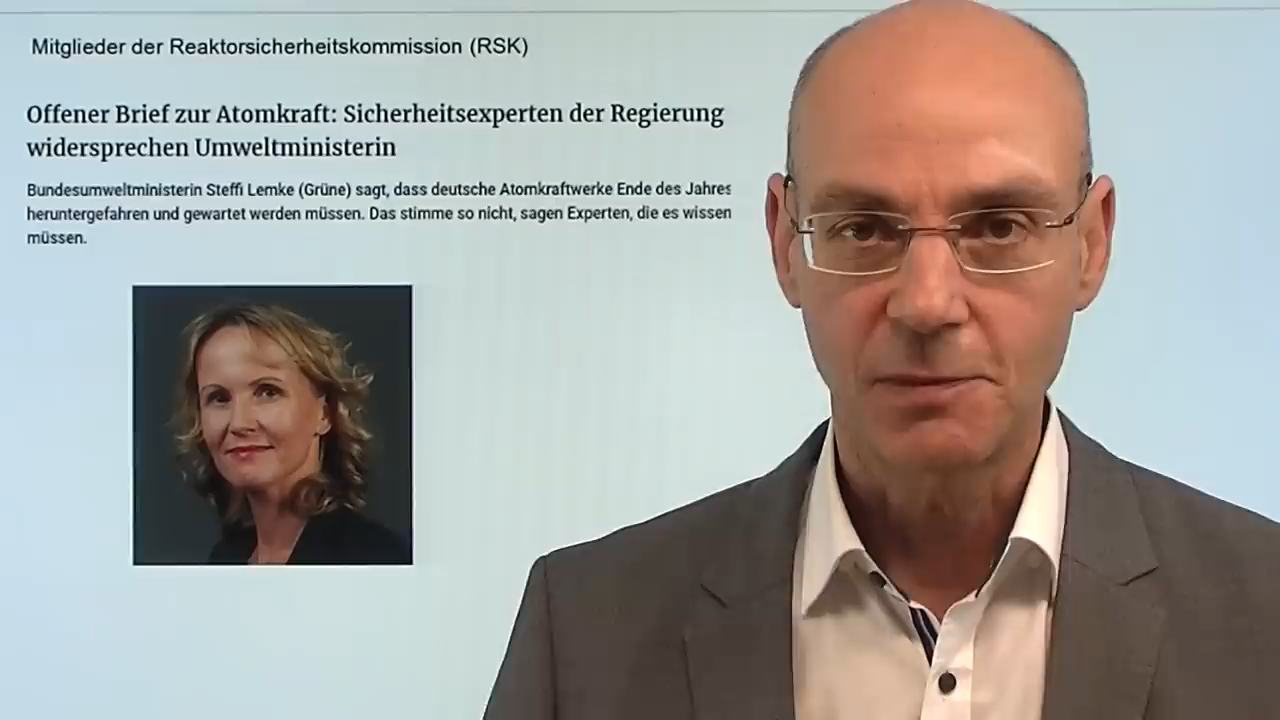 Mitglieder der Reaktorsicherheitskommission (RSK)
Offener Brief zur Atomkraft: Sicherheitsexperten der Regierung
widersprechen Umweltministerin
Bundesumweltministerin Steffi Lemke (Grüne) sagt, dass deutsche Atomkraftwerke Ende des Jahres
heruntergefahren und gewartet werden müssen. Das stimme so nicht, sagen Experten, die es wissen
müssen.